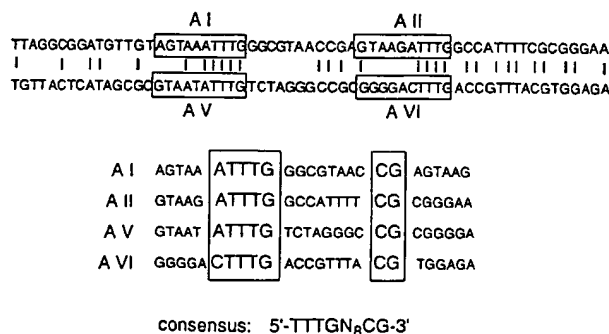 A I A II
TTAGGCGGATGTTGTAGTAAATTTGGGCGTAACCGAGTAAGATTTGGCCATTTTCGCGGGAA
TGTTACTCATAGCGCGTAATATTTGTCTAGGGCCGCGGGGACTTTGACCGTTTACGTGGAGA
A V A VI
A I AGTAA ATTTG GGCGTAAC CG AGTAAG
A II GTAAG ATTTG GCCATTTT CG CGGGAA
A V GTAAT ATTTG TCTAGGGC CG CGGGGA
A VI GGGGA CTTTG ACCGTTTA CG TGGAGA
consensus: 5'-TTTGN₈CG-3'